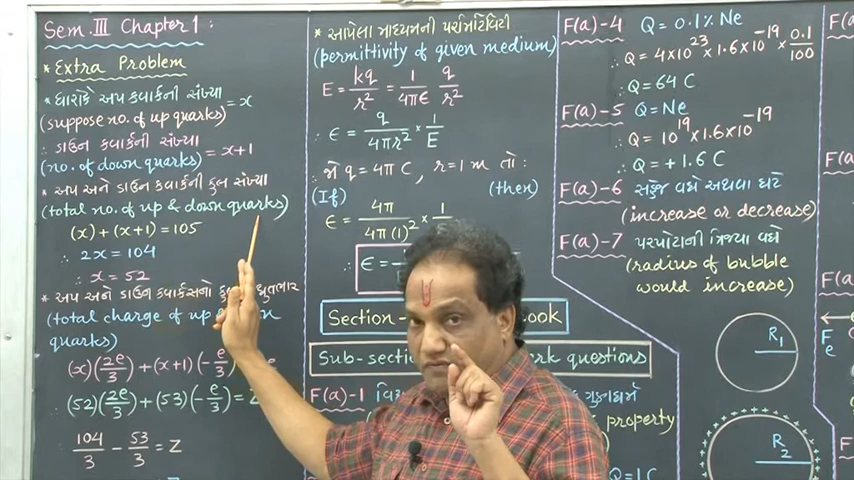 Sem. III Chapter 1 :
* Extra Problem
* ધારોકે અપ ક્વાર્કની સંખ્યા
(suppose no. of up quarks) = x
∴ ડાઉન ક્વાર્કની સંખ્યા
(no. of down quarks) = x+1
* અપ અને ડાઉન ક્વાર્કની કુલ સંખ્યા
(total no. of up & down quarks)
(x) + (x+1) = 105
∴ 2x = 104
∴ x = 52
* અપ અને ડાઉન ક્વાર્કસનો
(total charge of up
quarks)
(x)(2e/3) + (x+1)(-e/3)
∴ (52)(2e/3) + (53)(-e/3) = Z
104/3 - 53/3 = Z
* આપેલા માધ્યમની પરમિટિવિટી
(permittivity of given medium)
E = kq/r² = 1/4πϵ q/r²
∴ ϵ = q/4πr² × 1/E
∴ જો q = 4π C, r = 1 m તો :
(If) (then)
ϵ = 4π/4π(1)² × 1/
∴ ϵ =
Section-
Sub-secti rk questions
F(a)-1
property
Q = 1 C
F(a)-4 Q = 0.1% Ne
∴ Q = 4×10²³ × 1.6×10⁻¹⁹ × 0.1/100
∴ Q = 64 C
F(a)-5 Q = Ne
∴ Q = 10¹⁹ × 1.6×10⁻¹⁹
∴ Q = + 1.6 C
F(a)-6 સહેજ વધે અથવા ઘટે
(increase or decrease)
F(a)-7 પરપોટાની ત્રિજ્યા વધે
(radius of bubble
would increase)
R₁
R₂
F(a)
F(a)
F
e